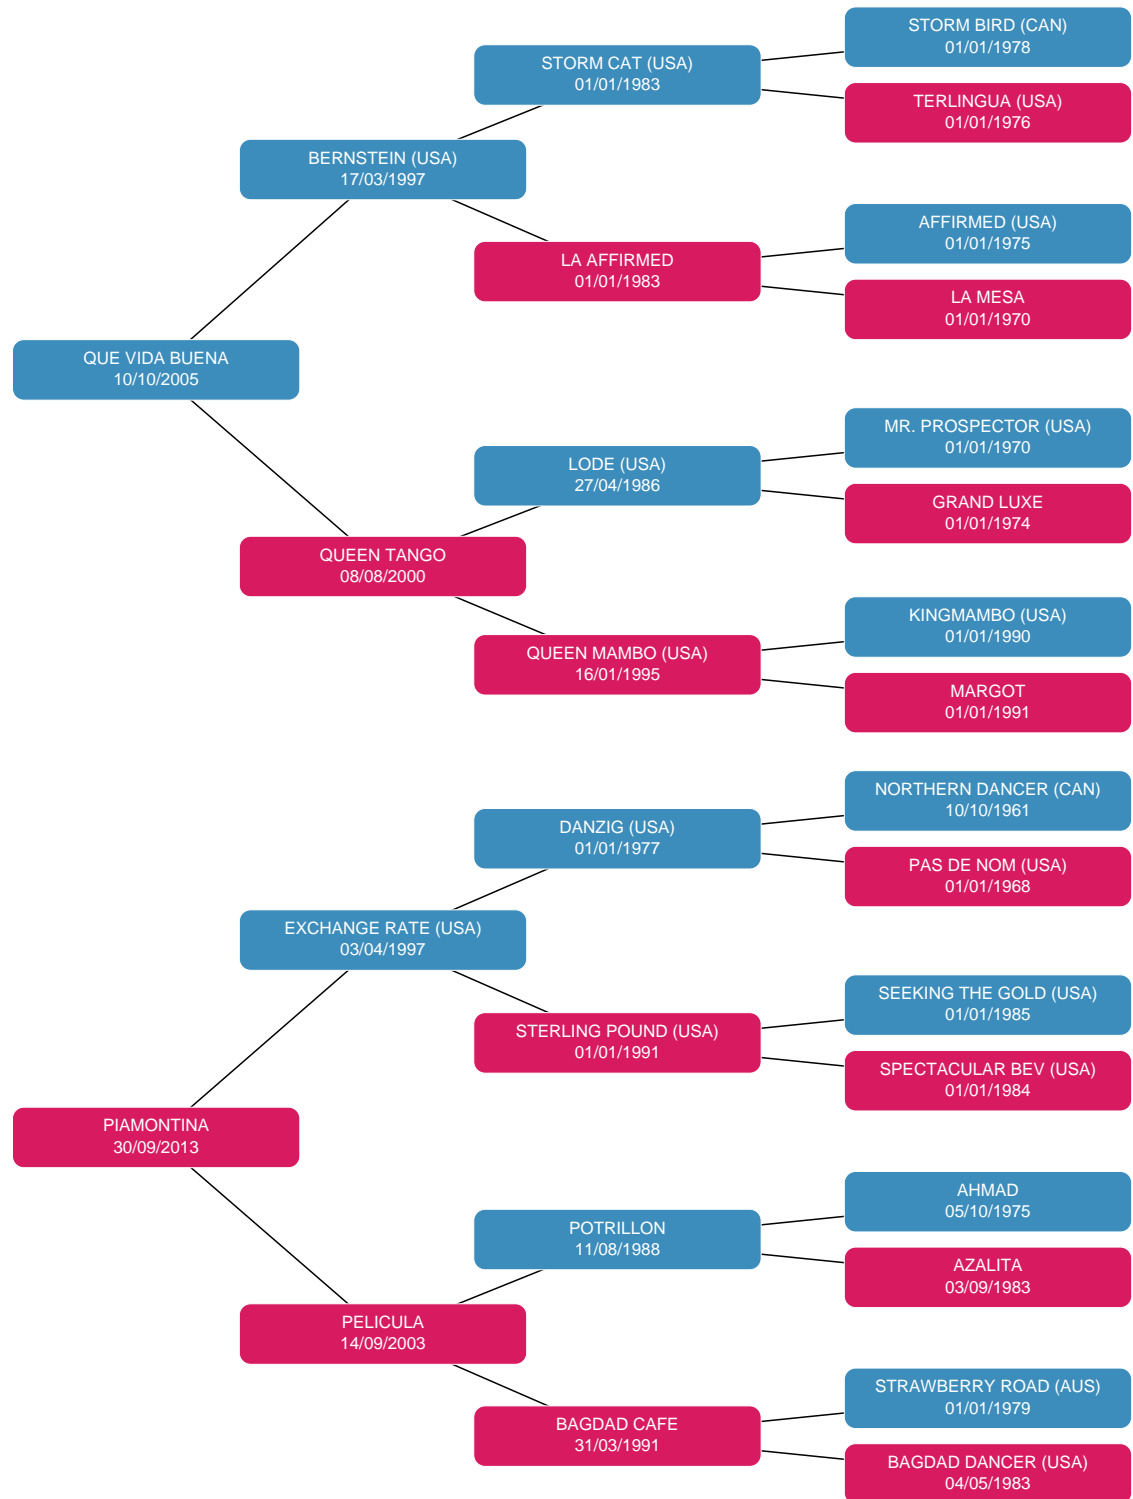 STORM BIRD (CAN)
01/01/1978
STORM CAT (USA)
01/01/1983
TERLINGUA (USA)
01/01/1976
BERNSTEIN (USA)
17/03/1997
AFFIRMED (USA)
01/01/1975
LA AFFIRMED
01/01/1983
LA MESA
01/01/1970
QUE VIDA BUENA
10/10/2005
MR. PROSPECTOR (USA)
01/01/1970
LODE (USA)
27/04/1986
GRAND LUXE
01/01/1974
QUEEN TANGO
08/08/2000
KINGMAMBO (USA)
01/01/1990
QUEEN MAMBO (USA)
16/01/1995
MARGOT
01/01/1991
NORTHERN DANCER (CAN)
10/10/1961
DANZIG (USA)
01/01/1977
PAS DE NOM (USA)
01/01/1968
EXCHANGE RATE (USA)
03/04/1997
SEEKING THE GOLD (USA)
01/01/1985
STERLING POUND (USA)
01/01/1991
SPECTACULAR BEV (USA)
01/01/1984
PIAMONTINA
30/09/2013
AHMAD
05/10/1975
POTRILLON
11/08/1988
AZALITA
03/09/1983
PELICULA
14/09/2003
STRAWBERRY ROAD (AUS)
01/01/1979
BAGDAD CAFE
31/03/1991
BAGDAD DANCER (USA)
04/05/1983